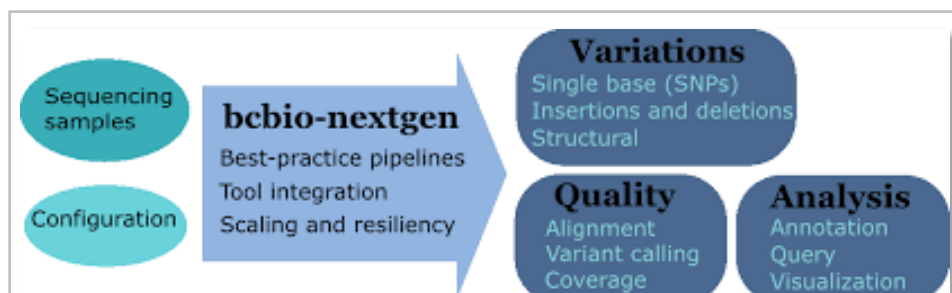 Sequencing
samples
Configuration
bcbio-nextgen
Best-practice pipelines
Tool integration
Scaling and resiliency
Variations
Single base (SNPs)
Insertions and deletions
Structural
Quality
Alignment
Variant calling
Coverage
Analysis
Annotation
Query
Visualization